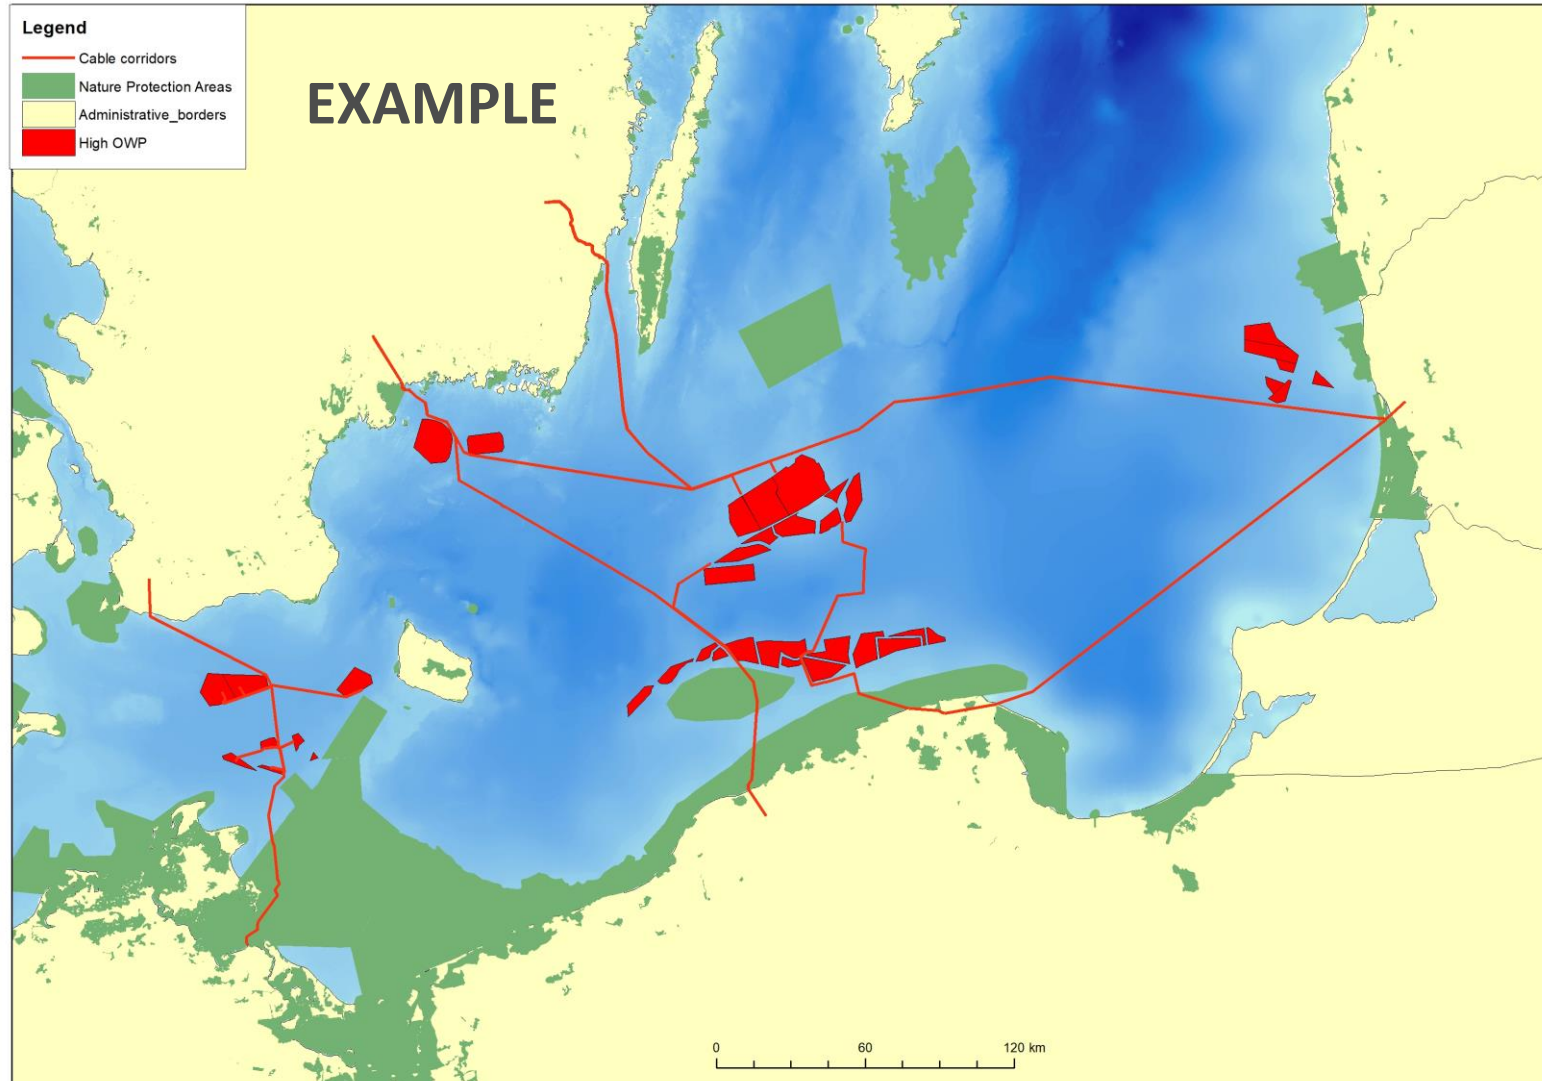 Legend
Cable corridors
Nature Protection Areas
Administrative_borders
High OWP
EXAMPLE
0 60 120 km